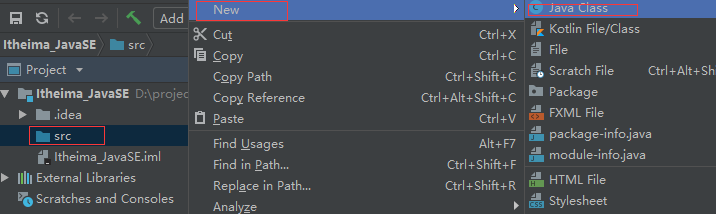 Add
Itheima_JavaSE
src
Project
Itheima_JavaSE D:\projec
.idea
src
Itheima_JavaSE.iml
External Libraries
Scratches and Consoles
New
Cut Ctrl+X
Copy Ctrl+C
Copy Path Ctrl+Shift+C
Copy Reference Ctrl+Alt+Shift+C
Paste Ctrl+V
Find Usages Alt+F7
Find in Path... Ctrl+Shift+F
Replace in Path... Ctrl+Shift+R
Analyze
Java Class
Kotlin File/Class
File
Scratch File Ctrl+Alt+Sh
Package
FXML File
package-info.java
module-info.java
HTML File
Stylesheet